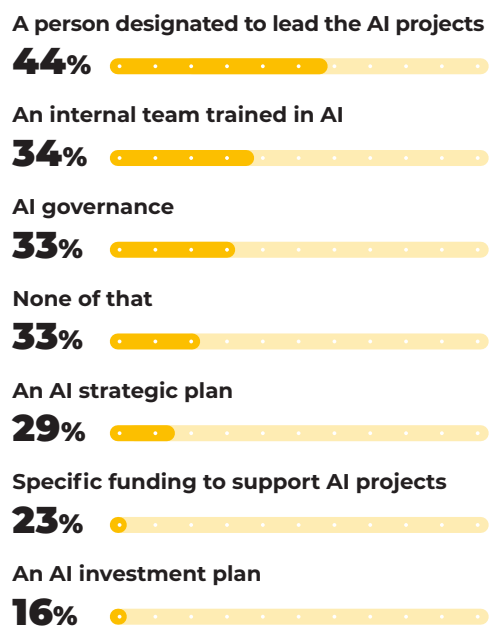 A person designated to lead the AI projects
44%
An internal team trained in AI
34%
AI governance
33%
None of that
33%
An AI strategic plan
29%
Specific funding to support AI projects
23%
An AI investment plan
16%